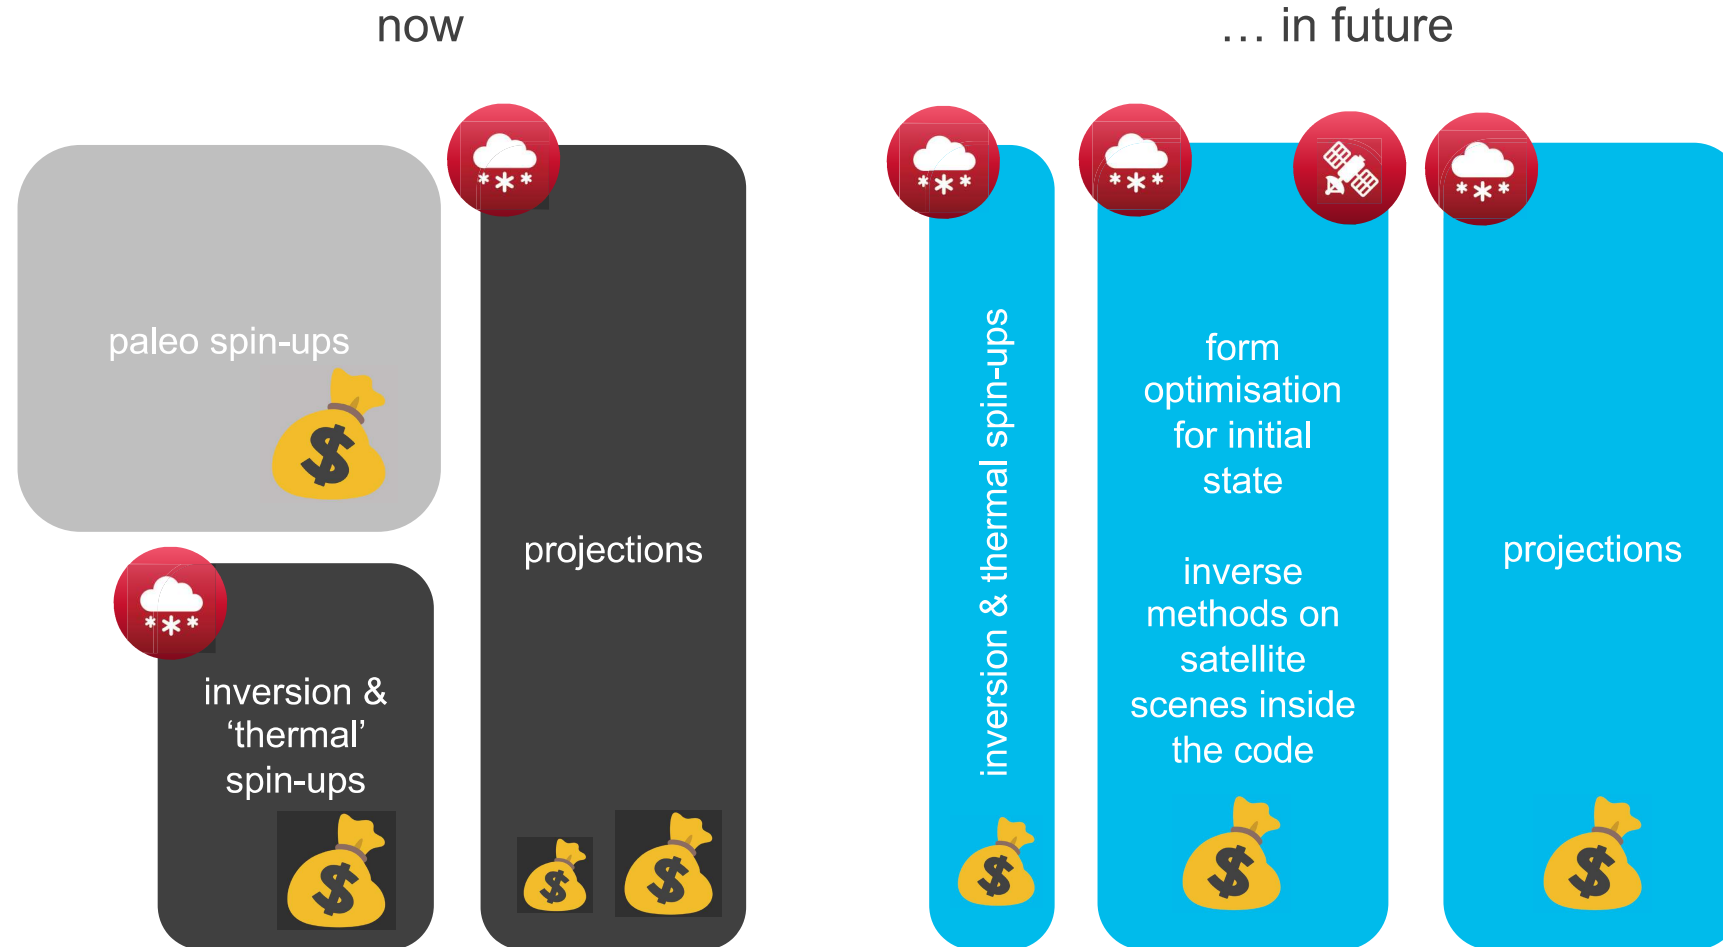 now
… in future
paleo spin-ups
inversion &
‘thermal’
spin-ups
projections
inversion & thermal spin-ups
form
optimisation
for initial
state
inverse
methods on
satellite
scenes inside
the code
projections